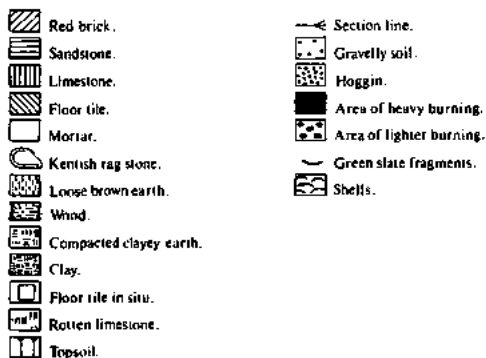 Red brick.
Sandstone.
Limestone.
Floor tile.
Mortar.
Kentish rag stone.
Loose brown earth.
Wood.
Compacted clayey earth.
Clay.
Floor tile in situ.
Rotten limestone.
Topsoil.
Section line.
Gravelly soil.
Hoggin.
Area of heavy burning.
Area of lighter burning.
Green slate fragments.
Shells.